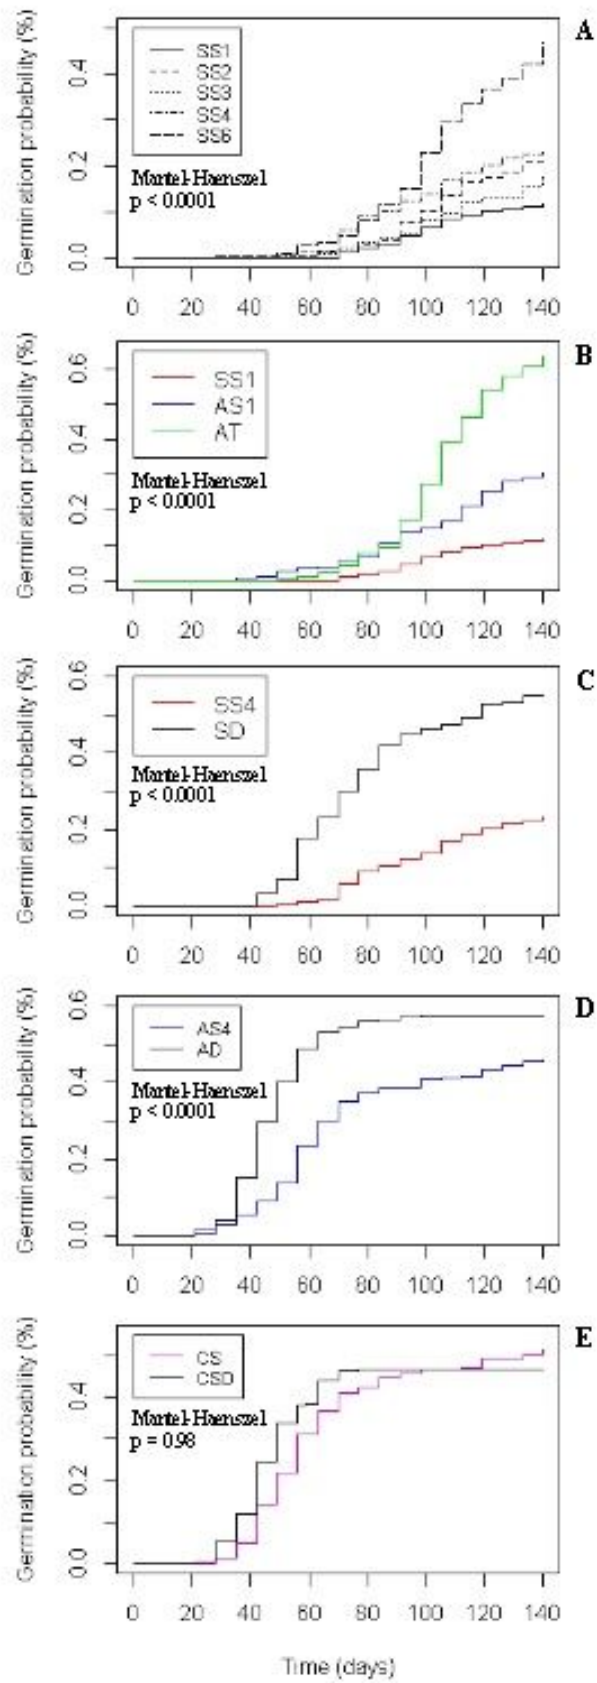 A
Germination probability (%)
0.4
0.2
0.0
SS1
SS2
SS3
SS4
SS6
Mantel-Haenszel
p < 0.0001
0 20 40 60 80 100 120 140
B
Germination probability (%)
0.6
0.4
0.2
0.0
SS1
AS1
AT
Mantel-Haenszel
p < 0.0001
0 20 40 60 80 100 120 140
C
Germination probability (%)
0.6
0.4
0.2
0.0
SS4
SD
Mantel-Haenszel
p < 0.0001
0 20 40 60 80 100 120 140
D
Germination probability (%)
0.6
0.4
0.2
0.0
AS4
AD
Mantel-Haenszel
p < 0.0001
0 20 40 60 80 100 120 140
E
Germination probability (%)
0.4
0.2
0.0
CS
CSD
Mantel-Haenszel
p = 0.98
0 20 40 60 80 100 120 140
Time (days)